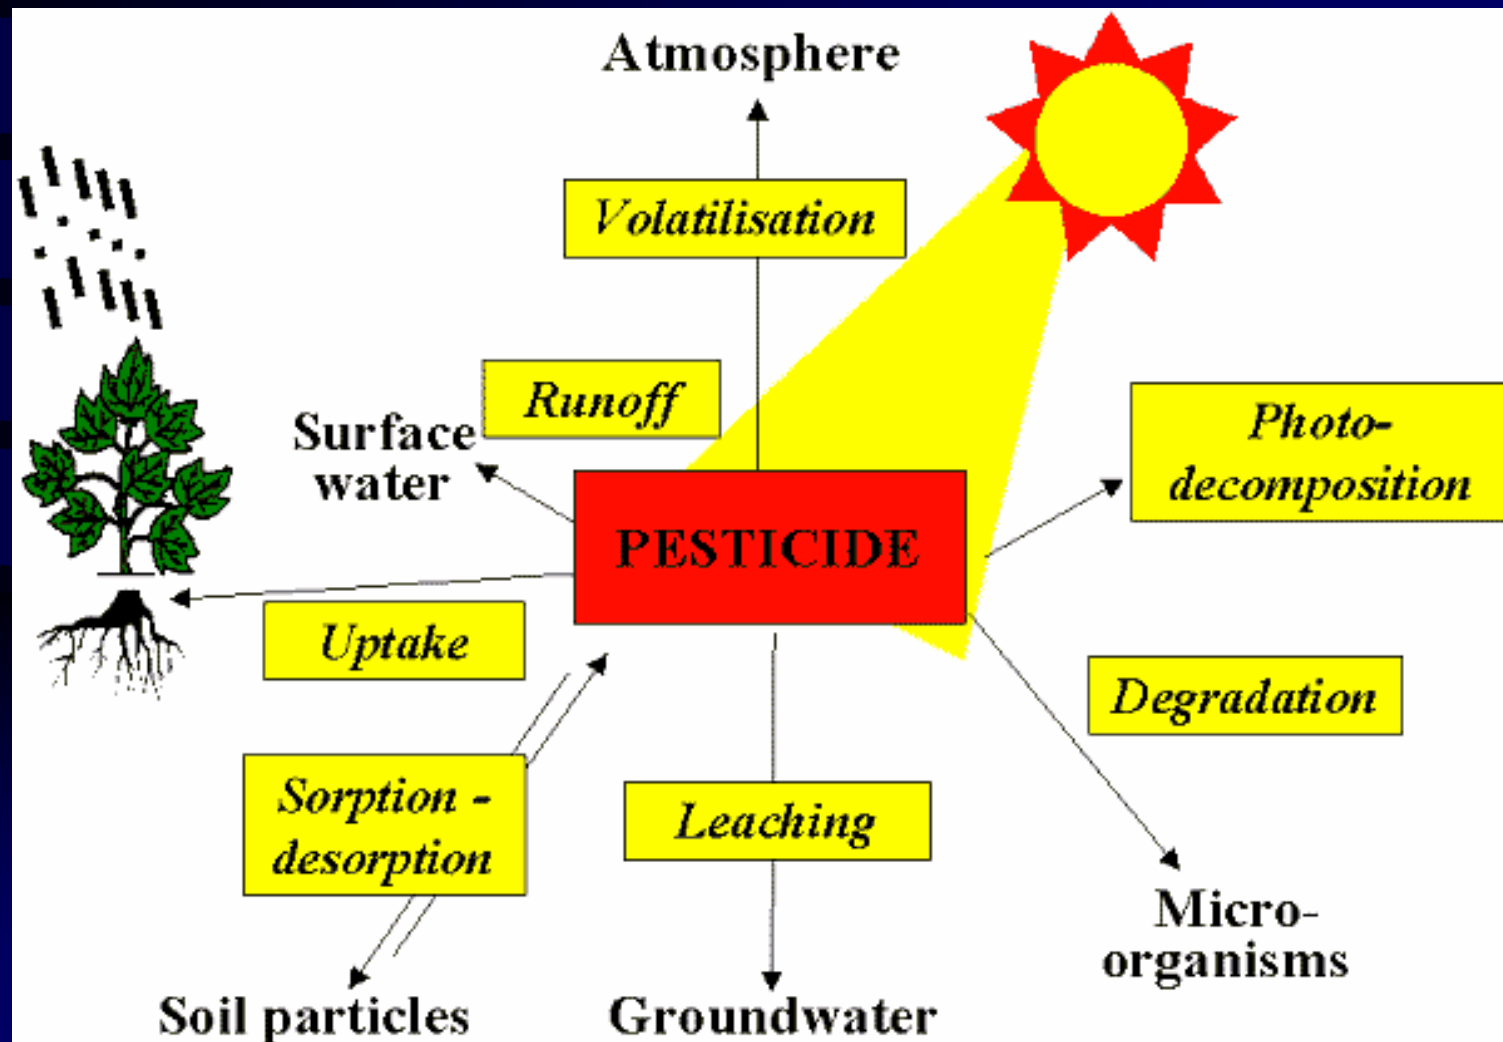 Atmosphere
Volatilisation
Runoff
Surface
water
Photo-
decomposition
PESTICIDE
Uptake
Degradation
Sorption -
desorption
Leaching
Micro-
organisms
Soil particles
Groundwater